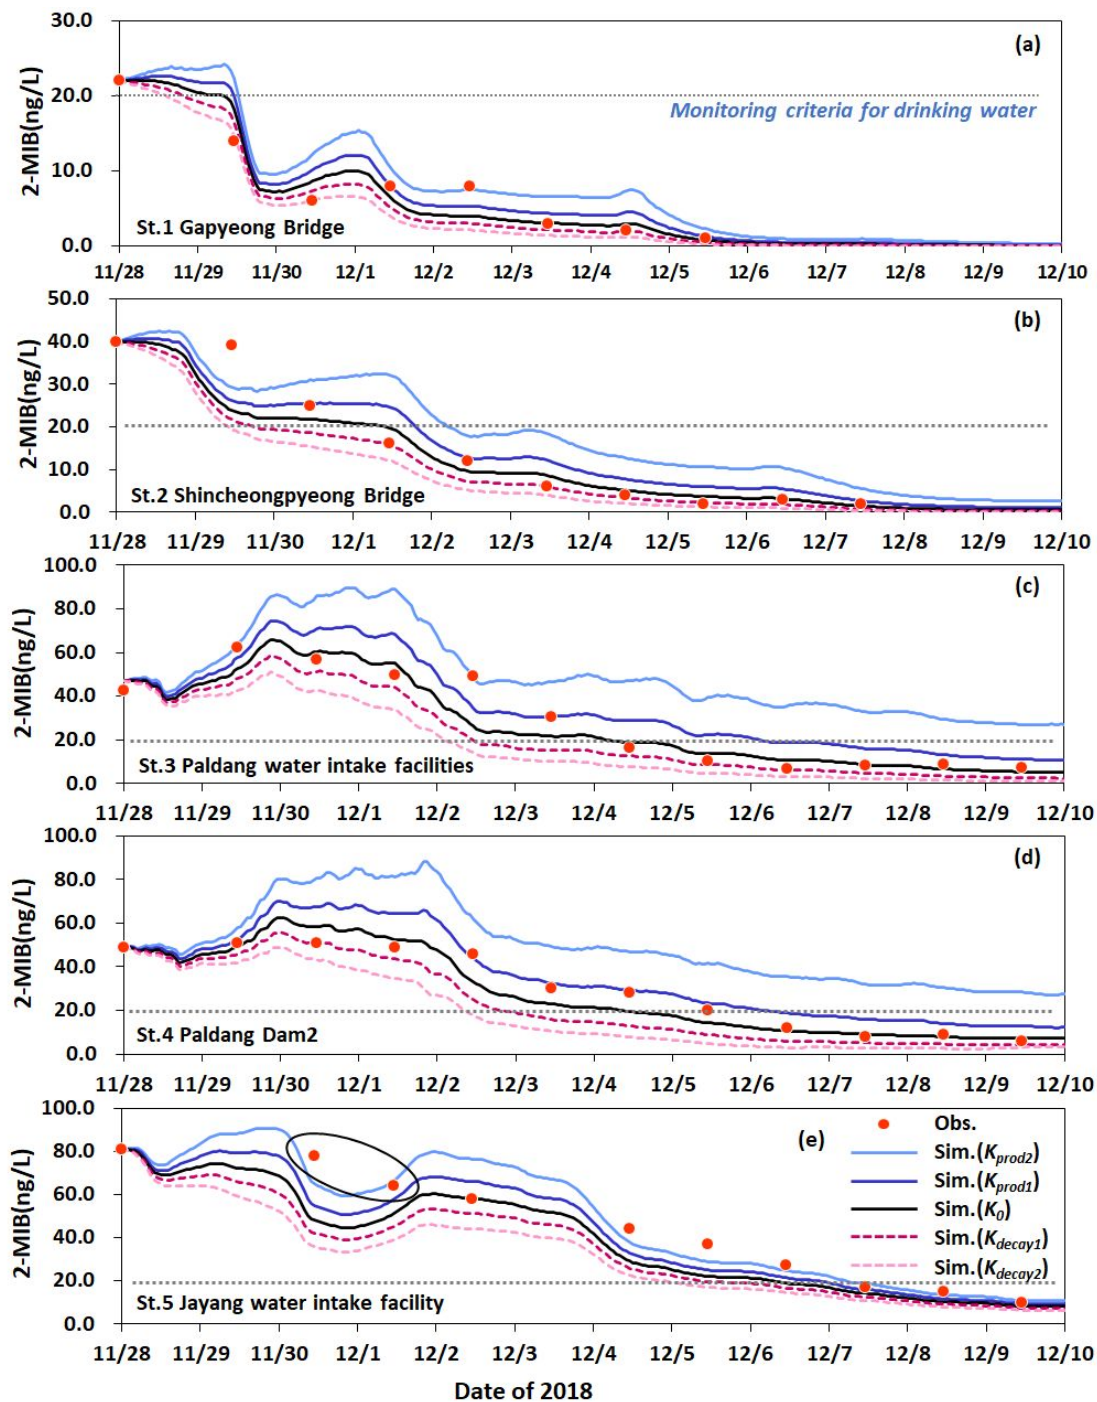 2-MIB(ng/L)
30.0
20.0
10.0
0.0
(a)
Monitoring criteria for drinking water
St.1 Gapyeong Bridge
11/28 11/29 11/30 12/1 12/2 12/3 12/4 12/5 12/6 12/7 12/8 12/9 12/10
2-MIB(ng/L)
50.0
40.0
30.0
20.0
10.0
0.0
(b)
St.2 Shincheongpyeong Bridge
11/28 11/29 11/30 12/1 12/2 12/3 12/4 12/5 12/6 12/7 12/8 12/9 12/10
2-MIB(ng/L)
100.0
80.0
60.0
40.0
20.0
0.0
(c)
St.3 Paldang water intake facilities
11/28 11/29 11/30 12/1 12/2 12/3 12/4 12/5 12/6 12/7 12/8 12/9 12/10
2-MIB(ng/L)
100.0
80.0
60.0
40.0
20.0
0.0
(d)
St.4 Paldang Dam2
11/28 11/29 11/30 12/1 12/2 12/3 12/4 12/5 12/6 12/7 12/8 12/9 12/10
2-MIB(ng/L)
100.0
80.0
60.0
40.0
20.0
0.0
(e)
Obs.
Sim.(Kprod2)
Sim.(Kprod1)
Sim.(K0)
Sim.(Kdecay1)
Sim.(Kdecay2)
St.5 Jayang water intake facility
11/28 11/29 11/30 12/1 12/2 12/3 12/4 12/5 12/6 12/7 12/8 12/9 12/10
Date of 2018